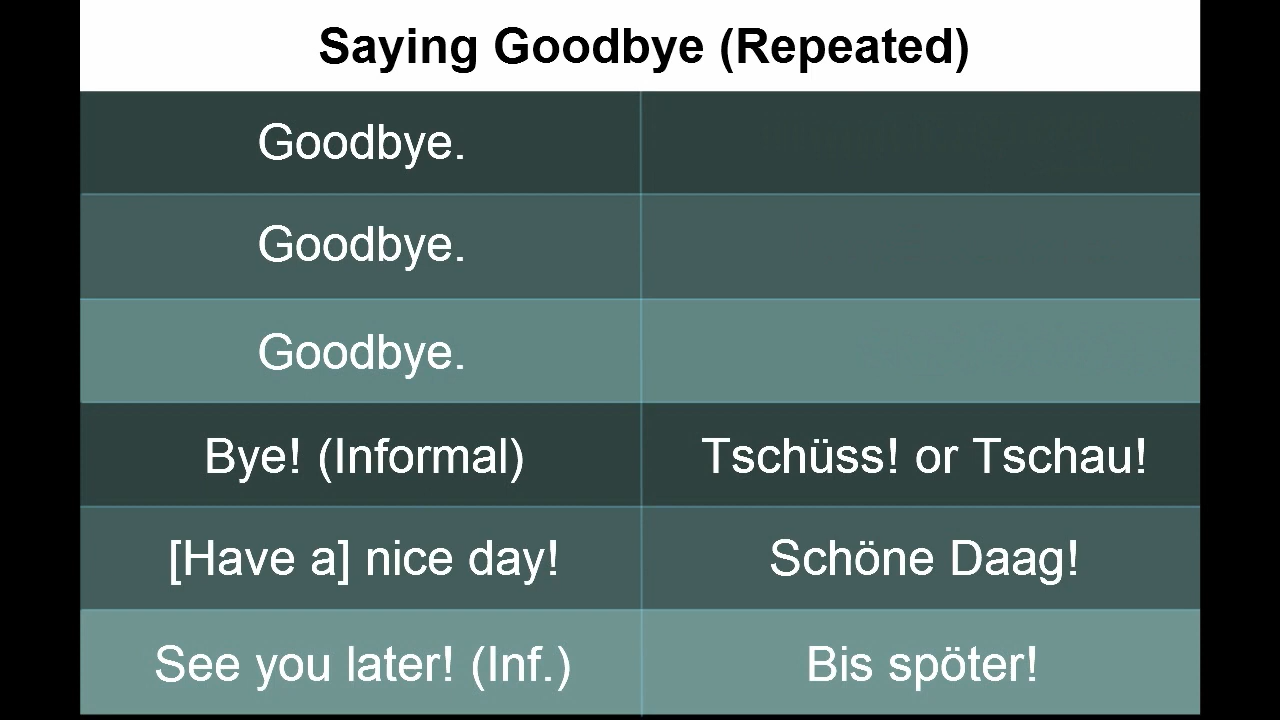 Saying Goodbye (Repeated)
Goodbye.
Goodbye.
Goodbye.
Bye! (Informal) Tschüss! or Tschau!
[Have a] nice day! Schöne Daag!
See you later! (Inf.) Bis spöter!